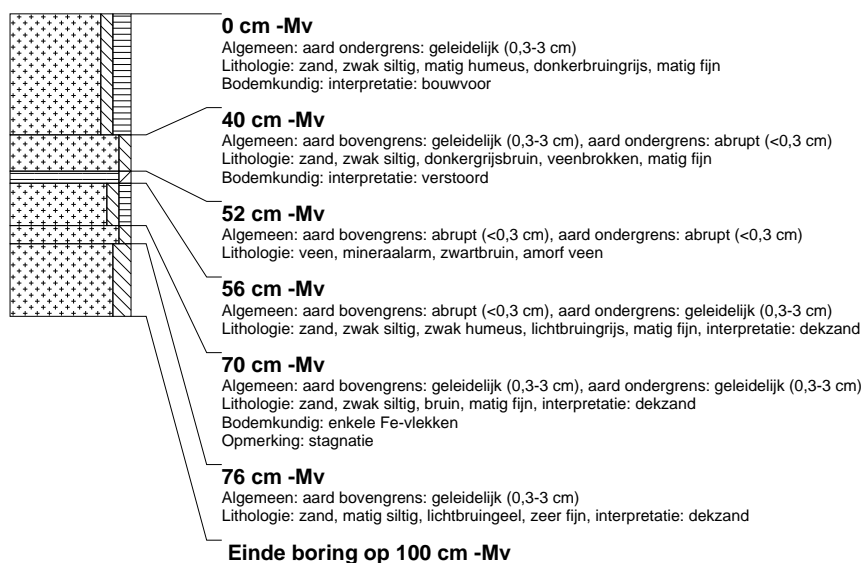 0 cm -Mv
Algemeen: aard ondergrens: geleidelijk (0,3-3 cm)
Lithologie: zand, zwak siltig, matig humeus, donkerbruingrijs, matig fijn
Bodemkundig: interpretatie: bouwvoor
40 cm -Mv
Algemeen: aard bovengrens: geleidelijk (0,3-3 cm), aard ondergrens: abrupt (<0,3 cm)
Lithologie: zand, zwak siltig, donkergrijsbruin, veenbrokken, matig fijn
Bodemkundig: interpretatie: verstoord
52 cm -Mv
Algemeen: aard bovengrens: abrupt (<0,3 cm), aard ondergrens: abrupt (<0,3 cm)
Lithologie: veen, mineraalarm, zwartbruin, amorf veen
56 cm -Mv
Algemeen: aard bovengrens: abrupt (<0,3 cm), aard ondergrens: geleidelijk (0,3-3 cm)
Lithologie: zand, zwak siltig, zwak humeus, lichtbruingrijs, matig fijn, interpretatie: dekzand
70 cm -Mv
Algemeen: aard bovengrens: geleidelijk (0,3-3 cm), aard ondergrens: geleidelijk (0,3-3 cm)
Lithologie: zand, zwak siltig, bruin, matig fijn, interpretatie: dekzand
Bodemkundig: enkele Fe-vlekken
Opmerking: stagnatie
76 cm -Mv
Algemeen: aard bovengrens: geleidelijk (0,3-3 cm)
Lithologie: zand, matig siltig, lichtbruingeel, zeer fijn, interpretatie: dekzand
Einde boring op 100 cm -Mv